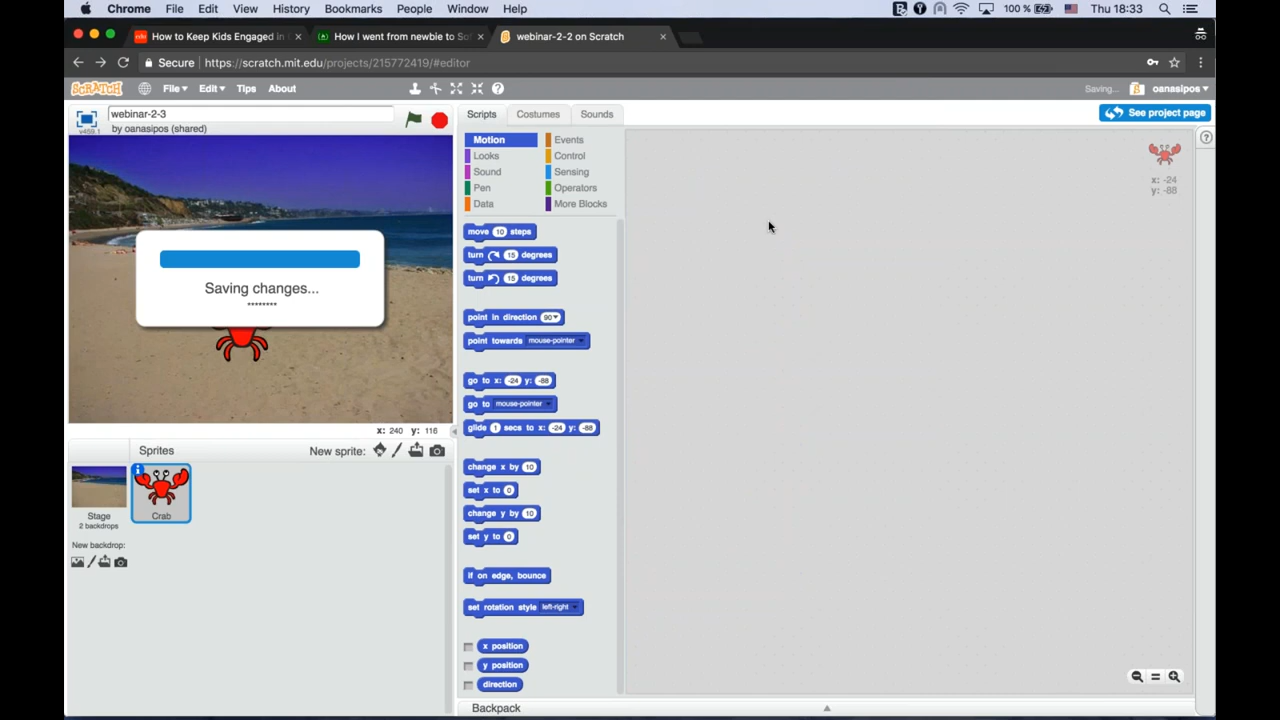 Chrome File Edit View History Bookmarks People Window Help 100 % Thu 18:33
How to Keep Kids Engaged in
How I went from newbie to Sof
webinar-2-2 on Scratch
Secure https://scratch.mit.edu/projects/215772419/#editor
SCRATCH File Edit Tips About Saving... oanasipos
webinar-2-3
by oanasipos (shared)
v459.1
Scripts Costumes Sounds
See project page
Motion Events
Looks Control
Sound Sensing
Pen Operators
Data More Blocks
x: -24
y: -88
Saving changes...
********
move 10 steps
turn 15 degrees
turn 15 degrees
point in direction 90
point towards mouse-pointer
go to x: -24 y: -88
go to mouse-pointer
glide 1 secs to x: -24 y: -88
change x by 10
set x to 0
change y by 10
set y to 0
if on edge, bounce
set rotation style left-right
x position
y position
direction
x: 240 y: 116
Sprites New sprite:
Stage
2 backdrops
Crab
New backdrop:
Backpack